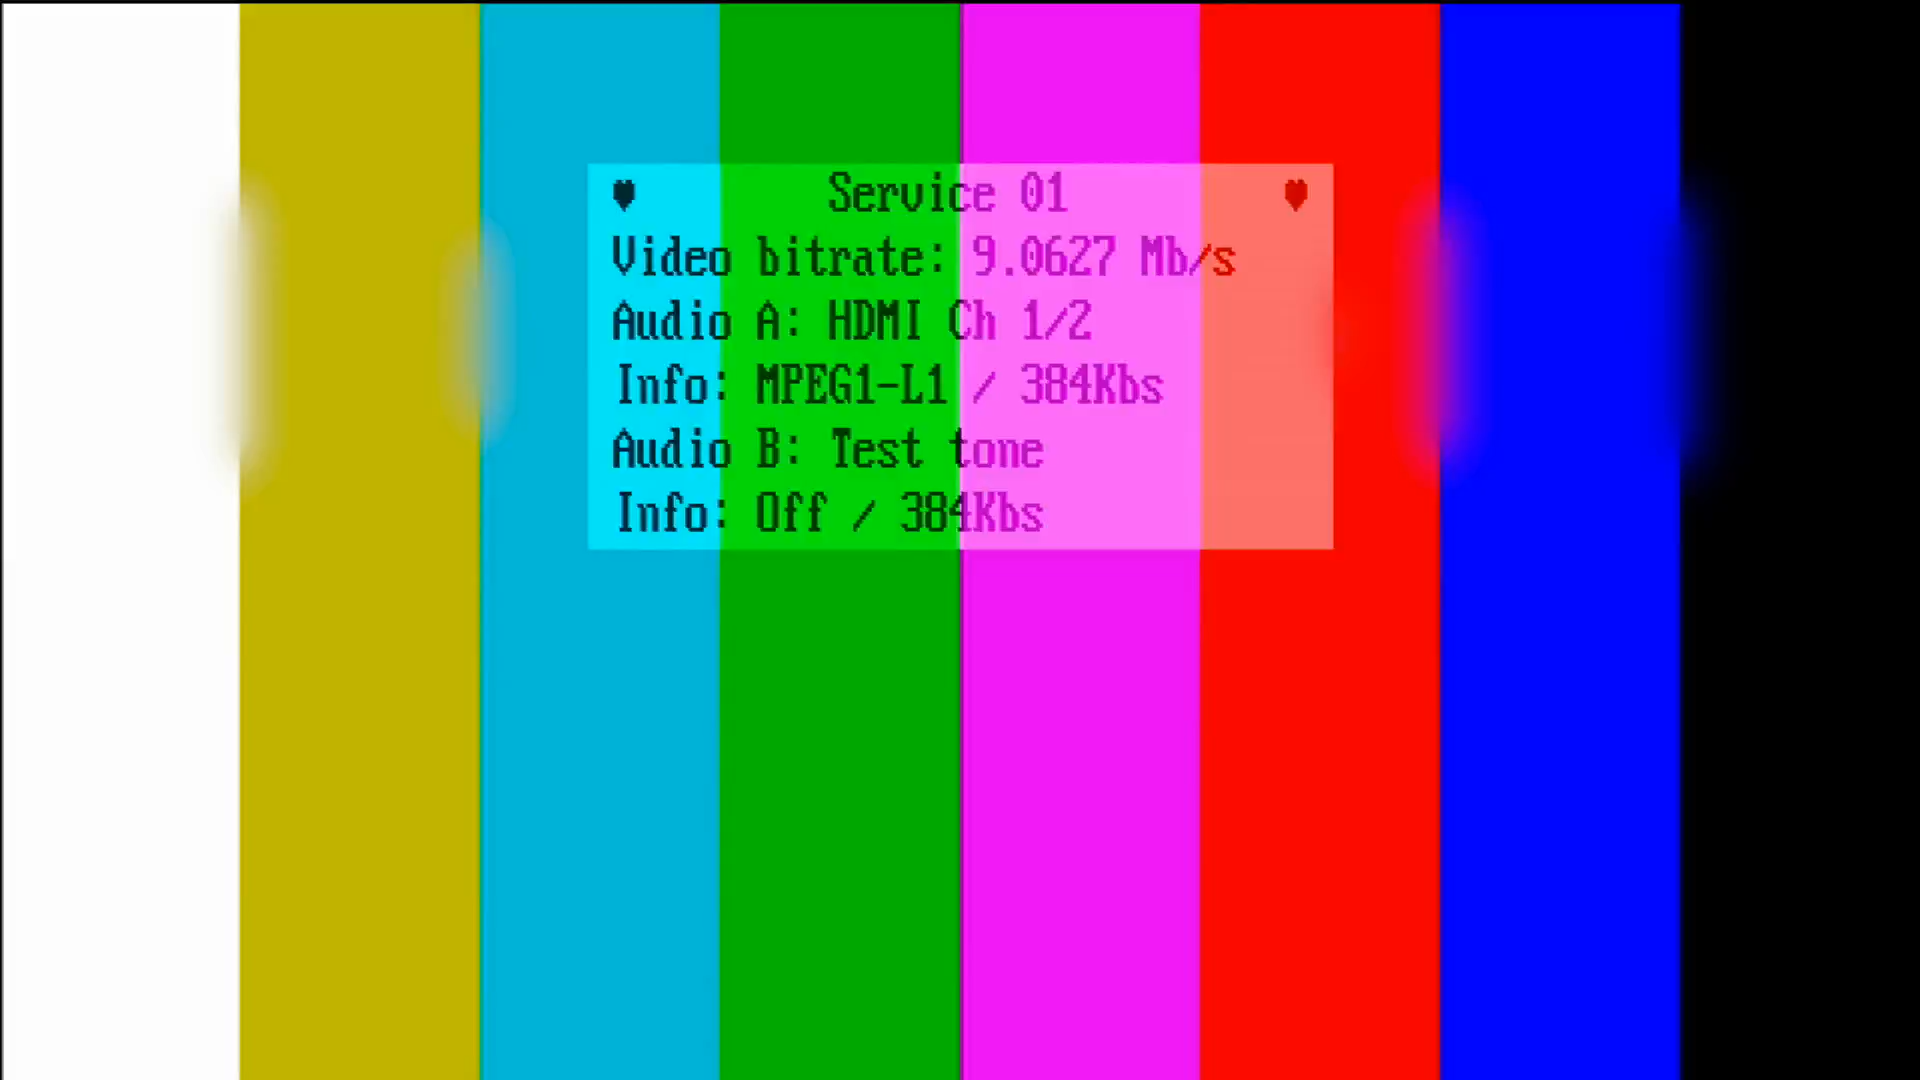 ♥ Service 01 ♥
Video bitrate: 9.0627 Mb/s
Audio A: HDMI Ch 1/2
Info: MPEG1-L1 / 384Kbs
Audio B: Test tone
Info: Off / 384Kbs